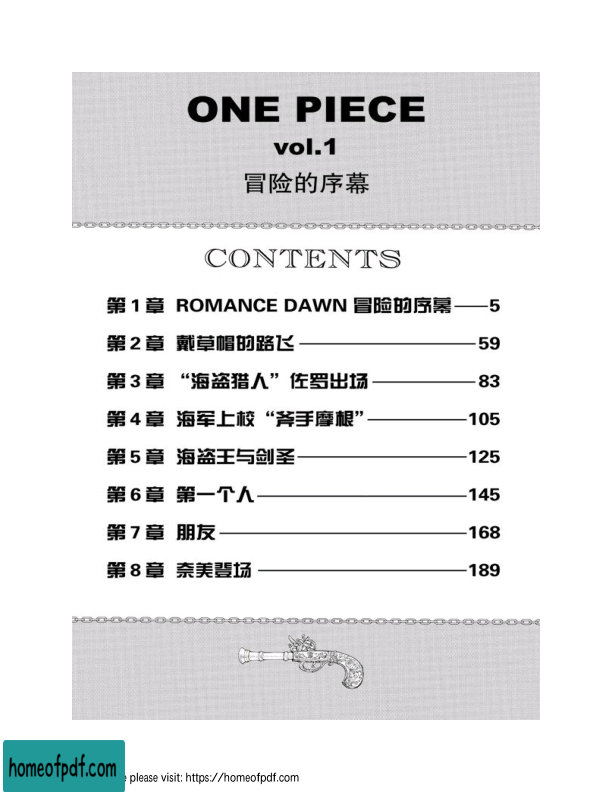 ONE PIECE
vol.1
冒险的序幕
CONTENTS
第1章 ROMANCE DAWN 冒险的序幕——5
第2章 戴草帽的路飞——59
第3章 “海盗猎人”佐罗出场——83
第4章 海军上校“斧手摩根”——105
第5章 海盗王与剑圣——125
第6章 第一个人——145
第7章 朋友——168
第8章 奈美登场——189
homeofpdf.com
please visit: https://homeofpdf.com